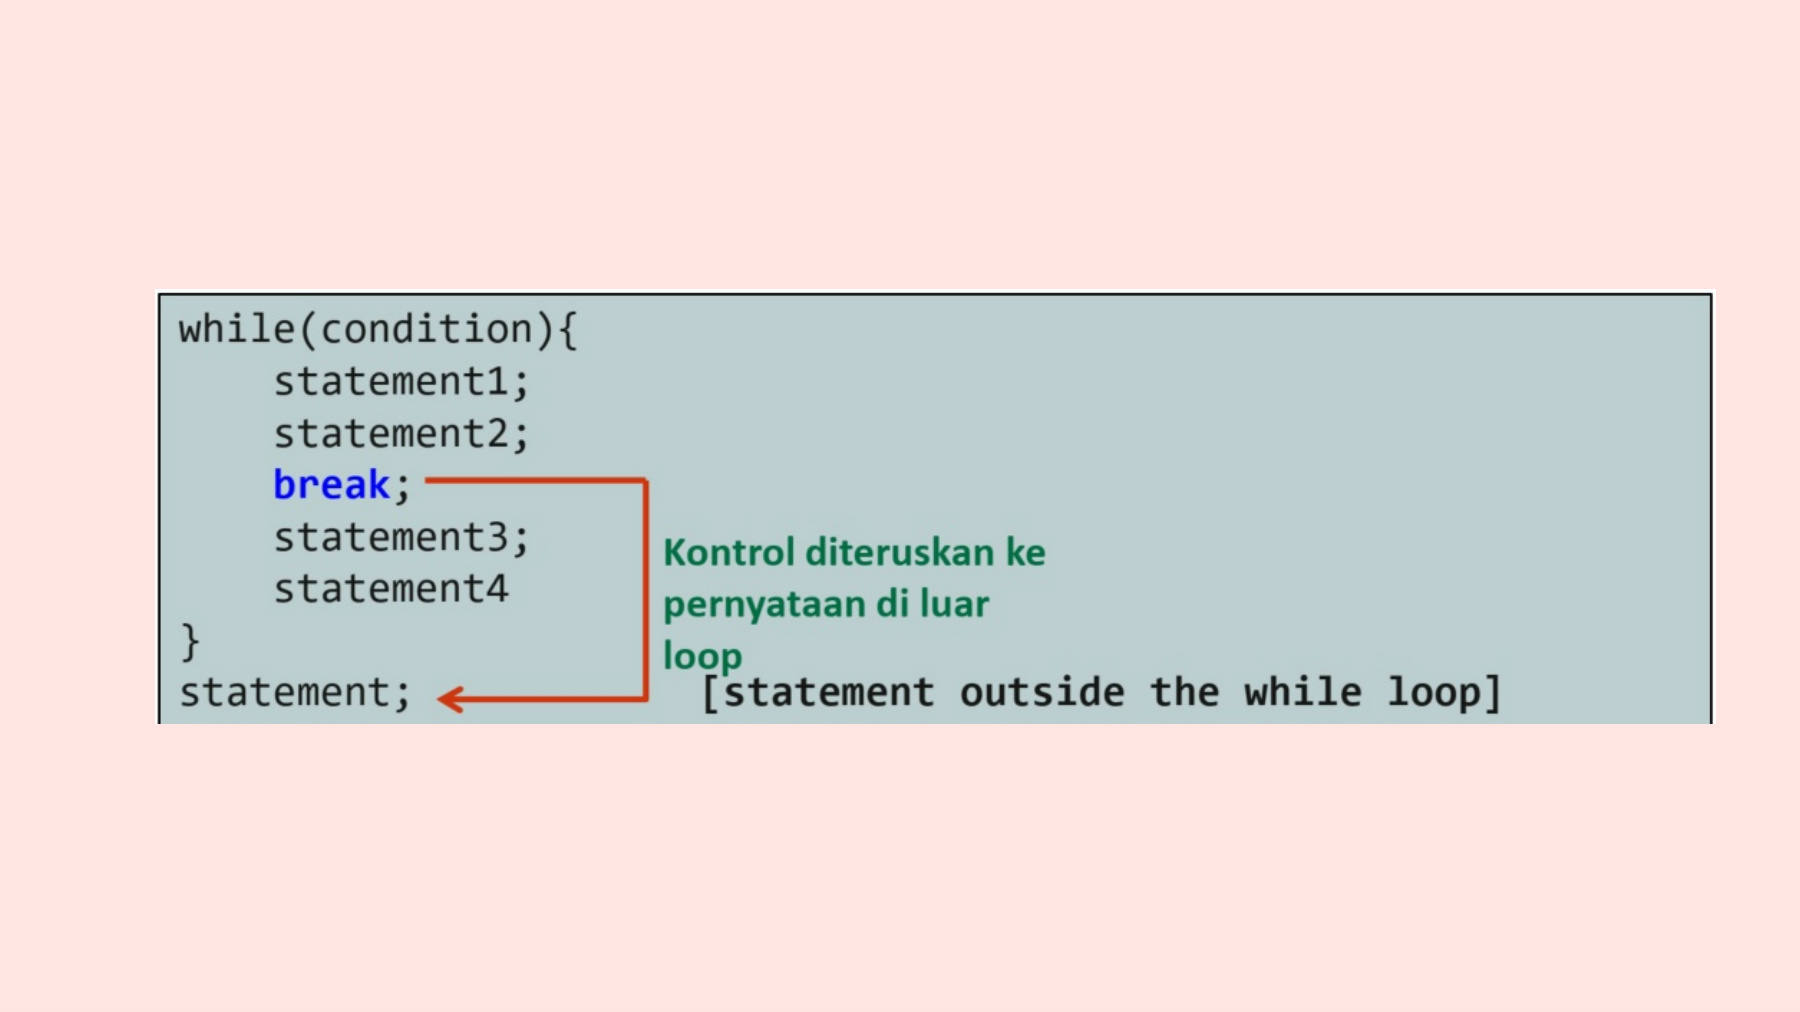 while(condition){
statement1;
statement2;
break;
statement3;
statement4
}
statement;
Kontrol diteruskan ke
pernyataan di luar
loop
[statement outside the while loop]